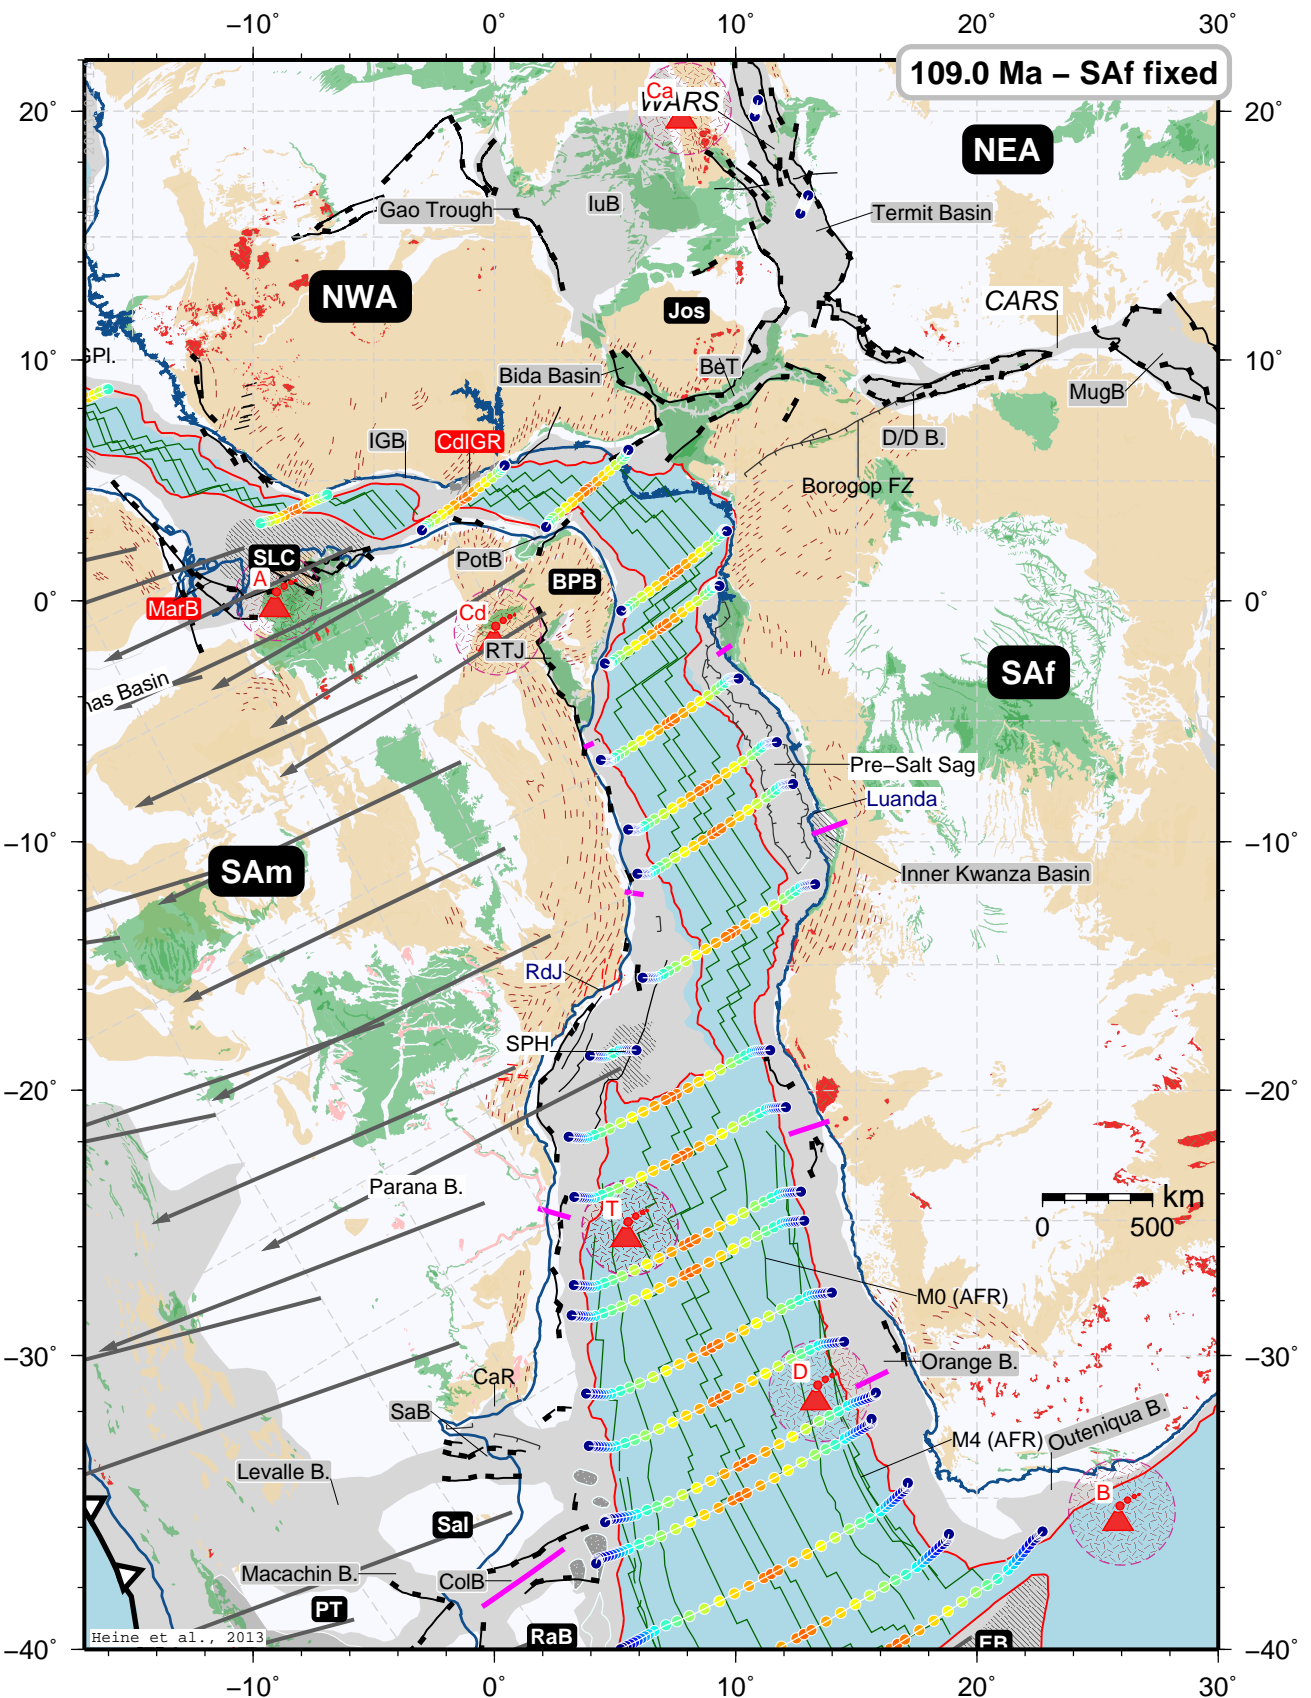 −10° 0° 10° 20° 30°
109.0 Ma – SAf fixed
20° 20°
Ca
WARS
NEA
Gao Trough
IuB
Termit Basin
NWA
Jos
CARS
GPl.
10° 10°
Bida Basin
BeT
MugB
IGB
CdIGR
D/D B.
Borogop FZ
SLC
PotB
BPB
A
MarB
Cd
0° 0°
RTJ
SAf
nas Basin
Pre−Salt Sag
Luanda
−10° −10°
SAm
Inner Kwanza Basin
RdJ
SPH
−20° −20°
Parana B.
T
km
0 500
M0 (AFR)
−30° −30°
Orange B.
CaR
D
SaB
M4 (AFR)
Outeniqua B.
Levalle B.
B
Sal
Macachin B.
ColB
PT
RaB
EB
Heine et al., 2013
−40° −40°
−10° 0° 10° 20° 30°